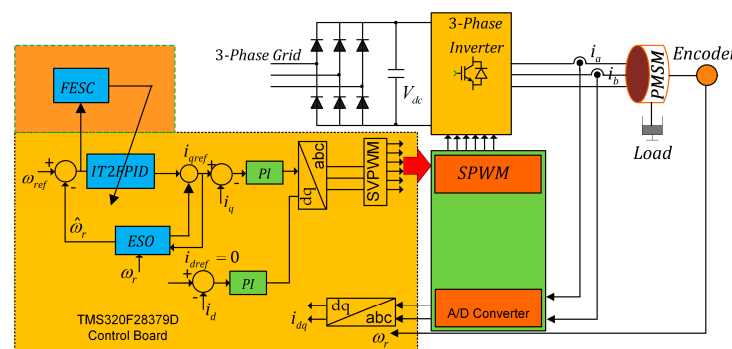 3-Phase
Inverter
3-Phase Grid
V_dc
i_a
i_b
PMSM
Encoder
Load
FESC
+
-
ω_ref
IT2FPID
i_qref
+
-
i_q
PI
dq
abc
SVPWM
SPWM
ω̂_r
ESO
ω_r
i_dref = 0
+
-
i_d
PI
TMS320F28379D
Control Board
i_dq
dq
abc
A/D Converter
ω_r